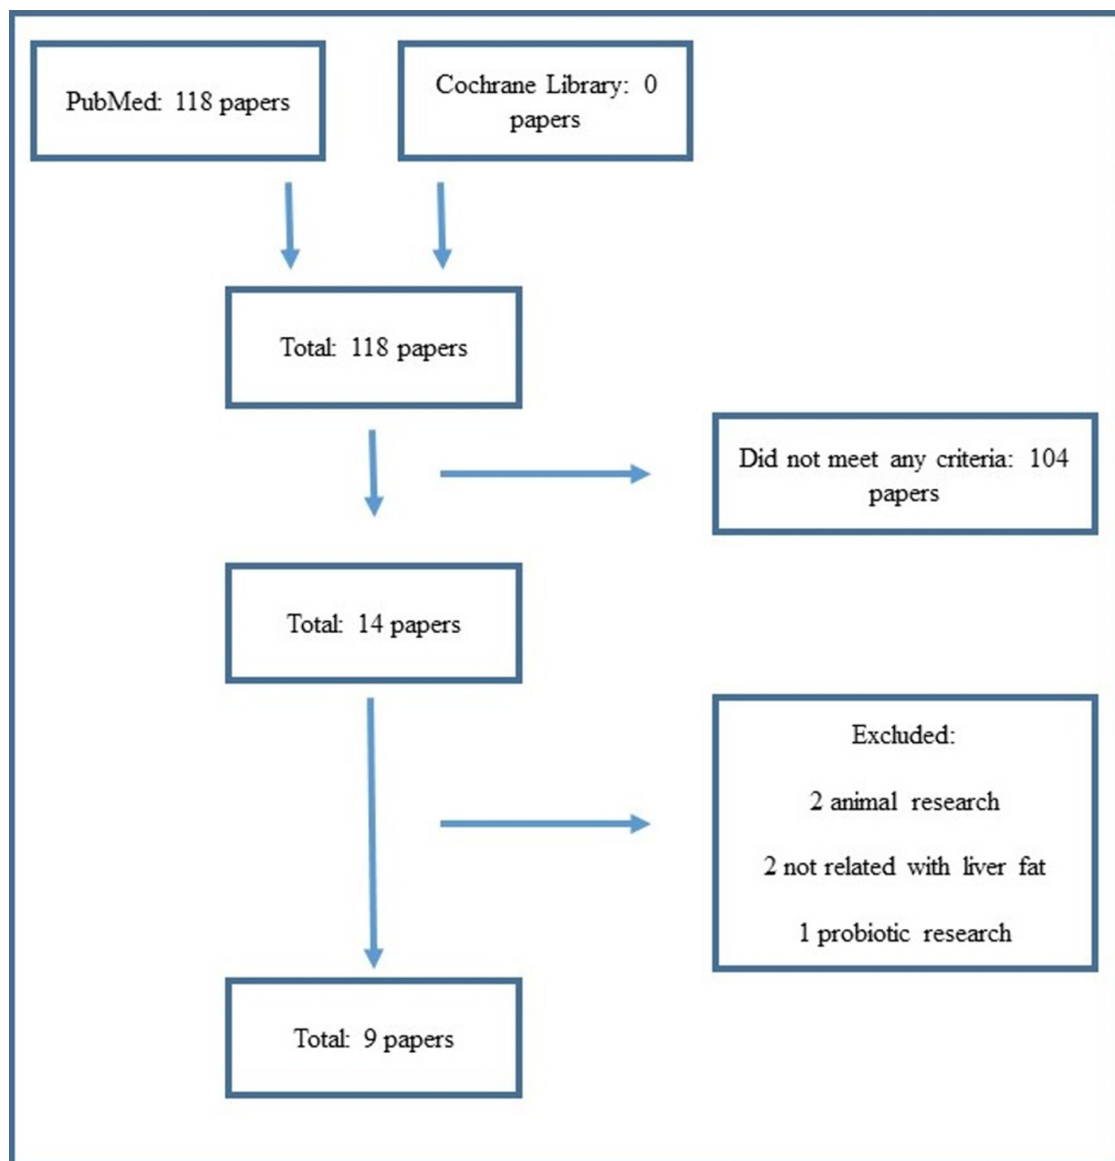 PubMed: 118 papers
Cochrane Library: 0
papers
Total: 118 papers
Did not meet any criteria: 104
papers
Total: 14 papers
Excluded:
2 animal research
2 not related with liver fat
1 probiotic research
Total: 9 papers